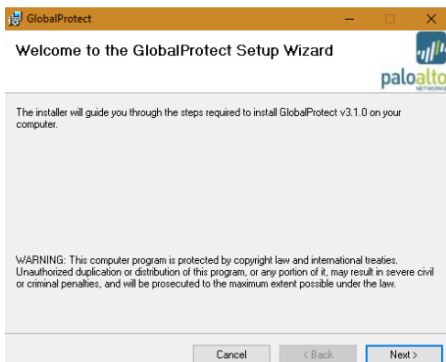 GlobalProtect
Welcome to the GlobalProtect Setup Wizard
paloalto
NETWORKS
The installer will guide you through the steps required to install GlobalProtect v3.1.0 on your
computer.
WARNING: This computer program is protected by copyright law and international treaties.
Unauthorized duplication or distribution of this program, or any portion of it, may result in severe civil
or criminal penalties, and will be prosecuted to the maximum extent possible under the law.
Cancel < Back Next >